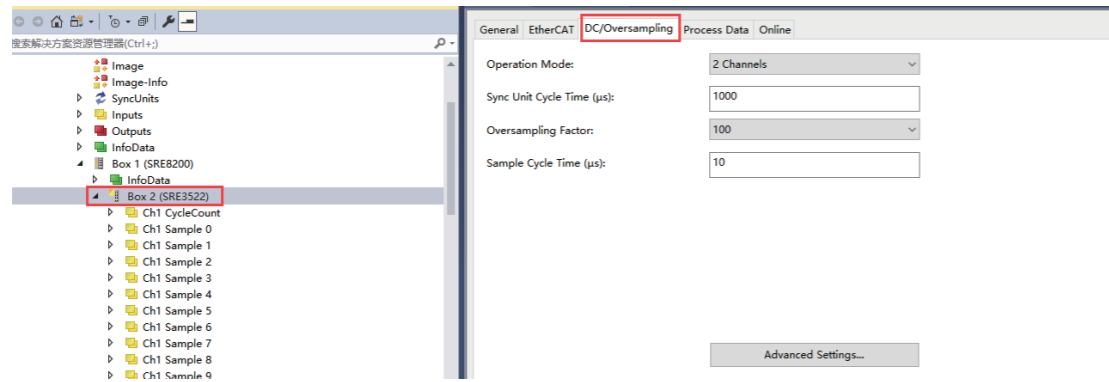 搜索解决方案资源管理器(Ctrl+;)
Image
Image-Info
SyncUnits
Inputs
Outputs
InfoData
Box 1 (SRE8200)
InfoData
Box 2 (SRE3522)
Ch1 CycleCount
Ch1 Sample 0
Ch1 Sample 1
Ch1 Sample 2
Ch1 Sample 3
Ch1 Sample 4
Ch1 Sample 5
Ch1 Sample 6
Ch1 Sample 7
Ch1 Sample 8
Ch1 Sample 9
General EtherCAT DC/Oversampling Process Data Online
Operation Mode: 2 Channels
Sync Unit Cycle Time (µs): 1000
Oversampling Factor: 100
Sample Cycle Time (µs): 10
Advanced Settings...